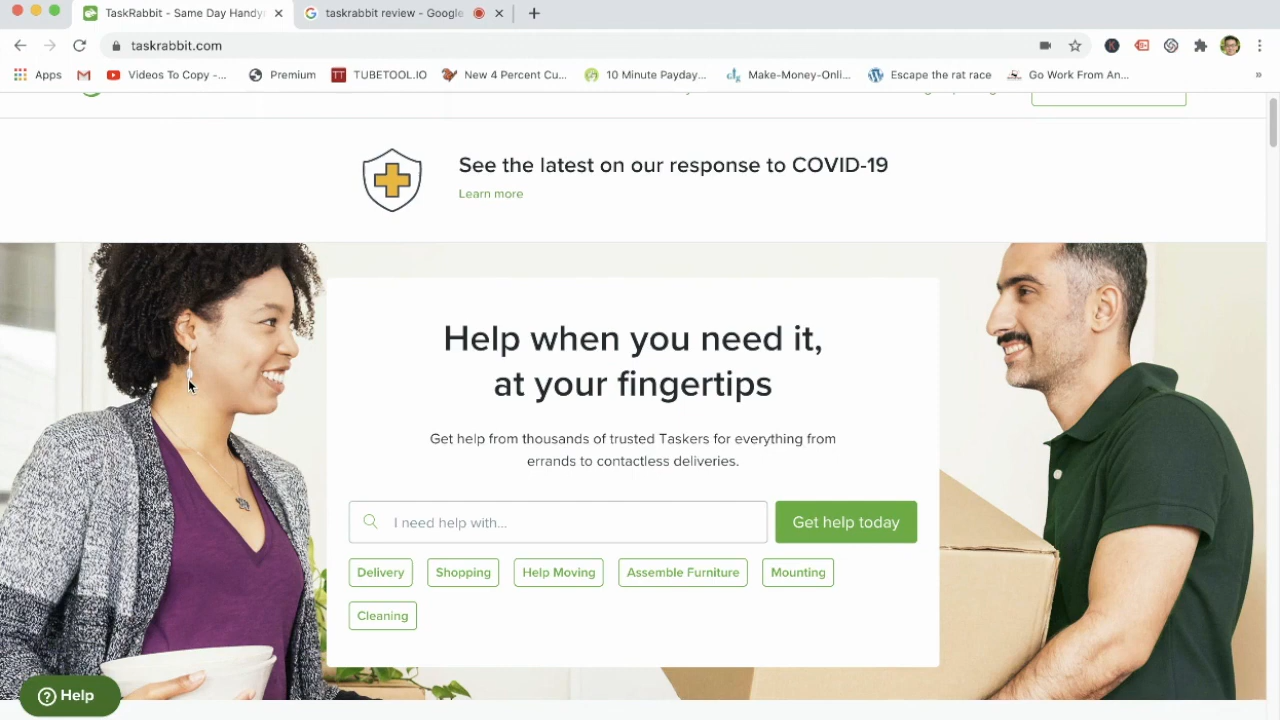 TaskRabbit - Same Day Handy
taskrabbit review - Google
taskrabbit.com
Apps
Videos To Copy -...
Premium
TT TUBETOOL.IO
New 4 Percent Cu...
10 Minute Payday...
Make-Money-Onli...
Escape the rat race
Go Work From An...
»
See the latest on our response to COVID-19
Learn more
Help when you need it,
at your fingertips
Get help from thousands of trusted Taskers for everything from
errands to contactless deliveries.
I need help with...
Get help today
Delivery
Shopping
Help Moving
Assemble Furniture
Mounting
Cleaning
? Help